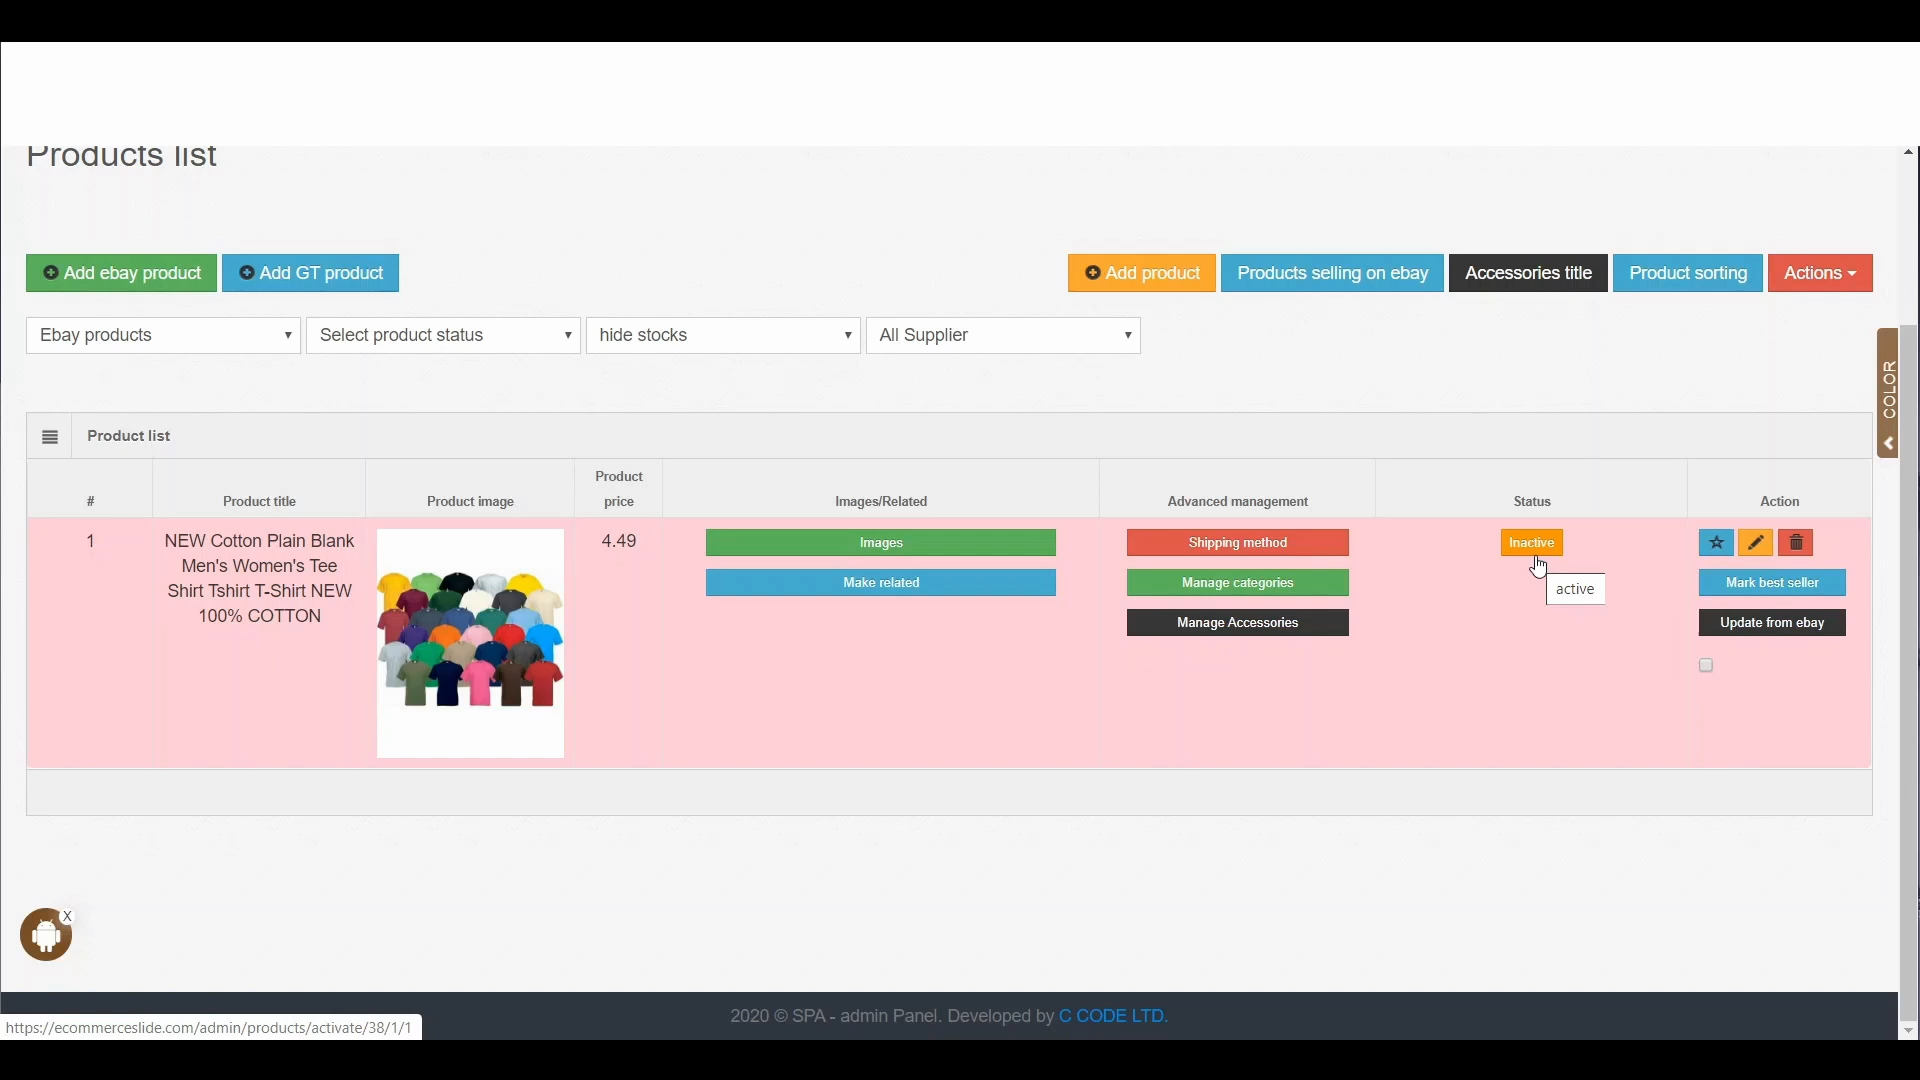 Products list
Add ebay product
Add GT product
Add product
Products selling on ebay
Accessories title
Product sorting
Actions
Ebay products
Select product status
hide stocks
All Supplier
COLOR
Product list
#
Product title
Product image
Product
price
Images/Related
Advanced management
Status
Action
1
NEW Cotton Plain Blank
Men's Women's Tee
Shirt Tshirt T-Shirt NEW
100% COTTON
4.49
Images
Make related
Shipping method
Manage categories
Manage Accessories
Inactive
active
Mark best seller
Update from ebay
X
2020 © SPA - admin Panel. Developed by C CODE LTD.
https://ecommerceslide.com/admin/products/activate/38/1/1